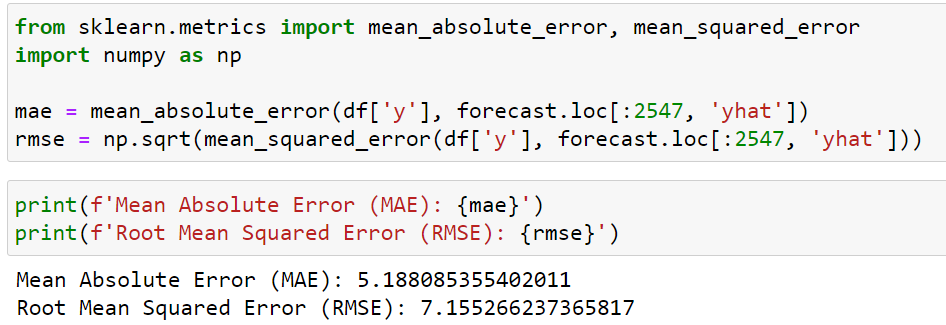 from sklearn.metrics import mean_absolute_error, mean_squared_error
import numpy as np
mae = mean_absolute_error(df['y'], forecast.loc[:2547, 'yhat'])
rmse = np.sqrt(mean_squared_error(df['y'], forecast.loc[:2547, 'yhat']))
print(f'Mean Absolute Error (MAE): {mae}')
print(f'Root Mean Squared Error (RMSE): {rmse}')
Mean Absolute Error (MAE): 5.188085355402011
Root Mean Squared Error (RMSE): 7.155266237365817